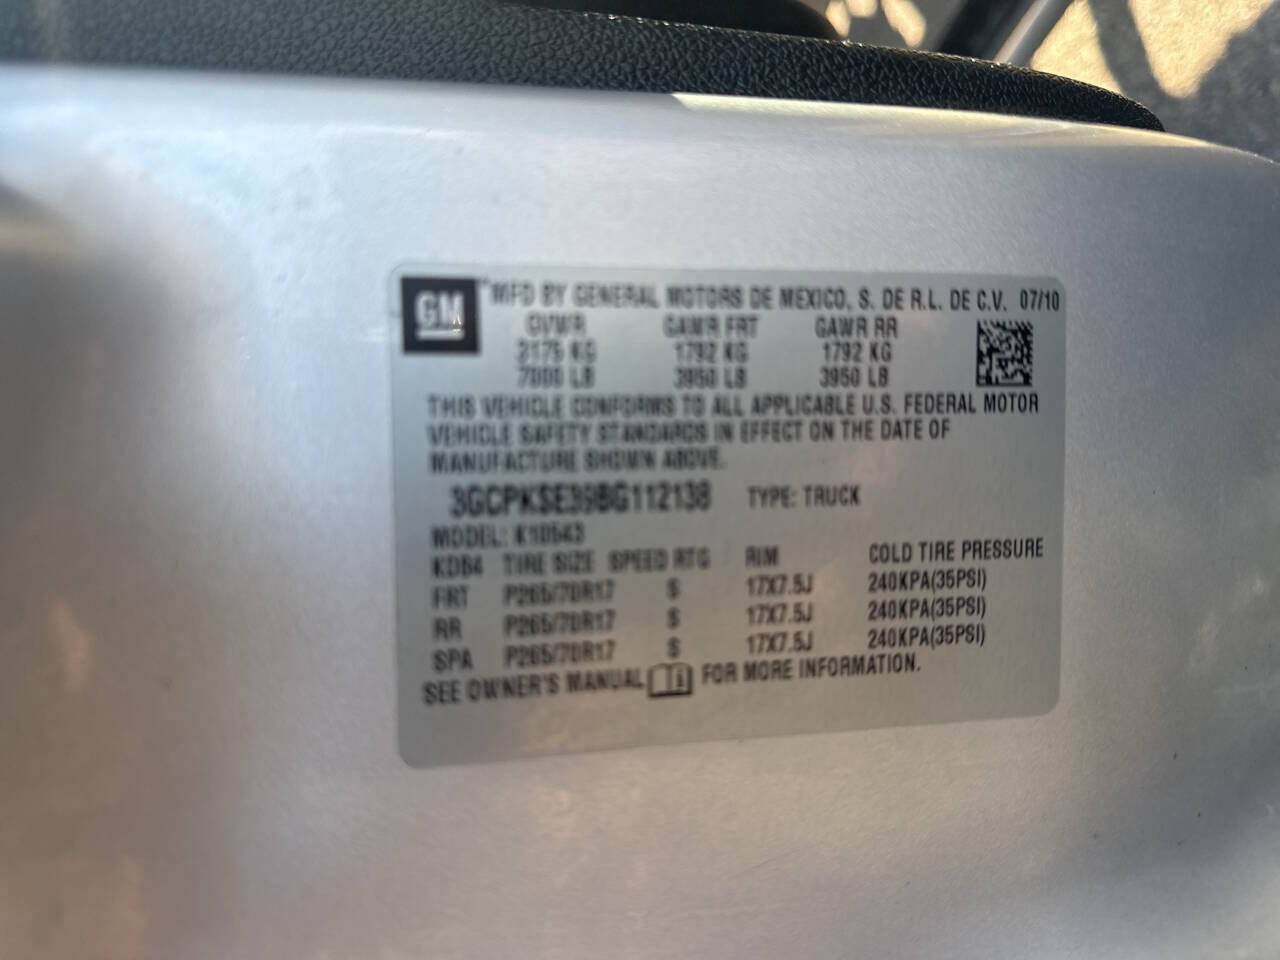 GM MFD BY GENERAL MOTORS DE MEXICO, S. DE R.L. DE C.V. 07/10
GVWR GAWR FRT GAWR RR
3175 KG 1792 KG 1792 KG
7000 LB 3950 LB 3950 LB
THIS VEHICLE CONFORMS TO ALL APPLICABLE U.S. FEDERAL MOTOR
VEHICLE SAFETY STANDARDS IN EFFECT ON THE DATE OF
MANUFACTURE SHOWN ABOVE.
3GCPKSE39BG112138 TYPE: TRUCK
MODEL: K10543
KDB4 TIRE SIZE SPEED RTG RIM COLD TIRE PRESSURE
FRT P265/70R17 S 17X7.5J 240KPA(35PSI)
RR P265/70R17 S 17X7.5J 240KPA(35PSI)
SPA P265/70R17 S 17X7.5J 240KPA(35PSI)
SEE OWNER'S MANUAL FOR MORE INFORMATION.